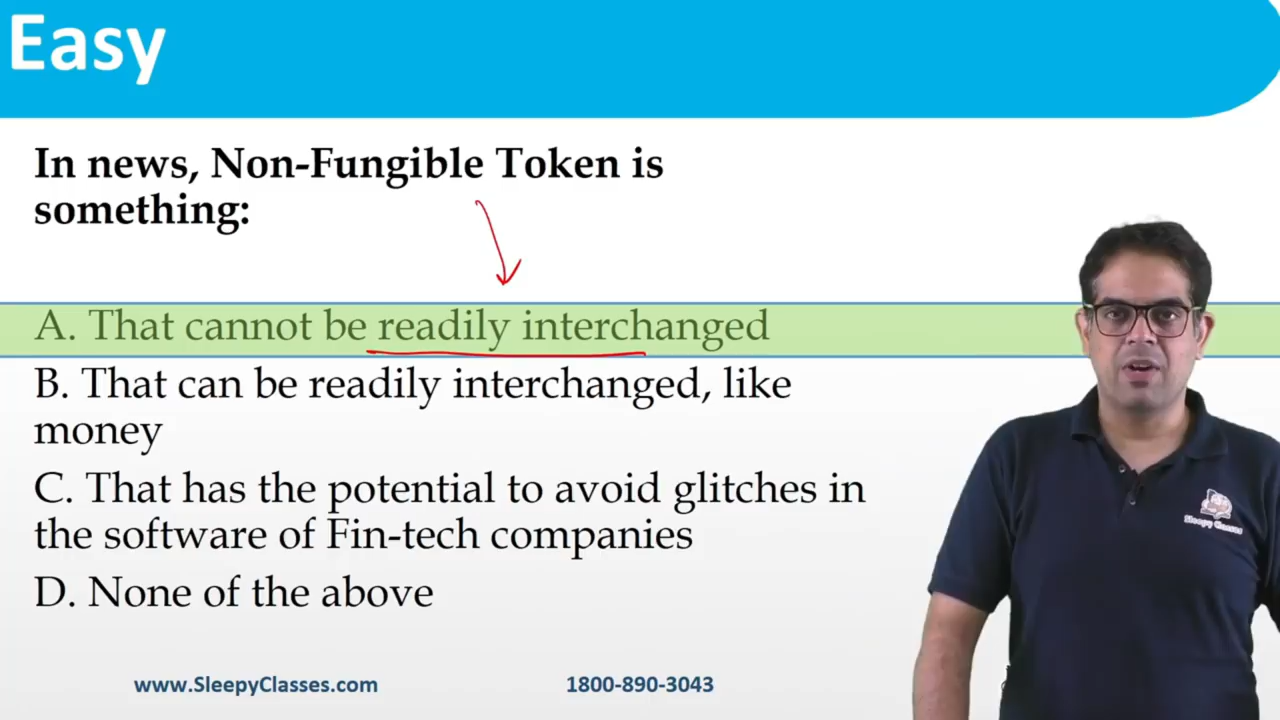 Easy
In news, Non-Fungible Token is
something:
A. That cannot be readily interchanged
B. That can be readily interchanged, like
money
C. That has the potential to avoid glitches in
the software of Fin-tech companies
D. None of the above
Sleepy Classes
www.SleepyClasses.com
1800-890-3043